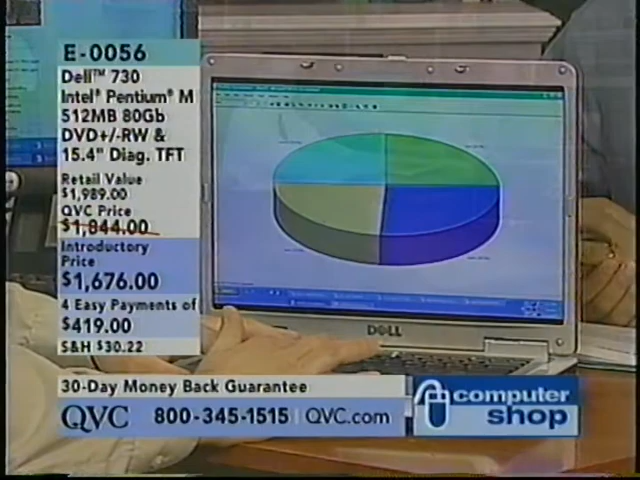 E-0056
Dell™ 730
Intel® Pentium® M
512MB 80Gb
DVD+/-RW &
15.4" Diag. TFT
Retail Value
$1,989.00
QVC Price
$1,844.00
Introductory
Price
$1,676.00
4 Easy Payments of
$419.00
S&H $30.22
DELL
30-Day Money Back Guarantee
QVC 800-345-1515 | QVC.com
computer
shop